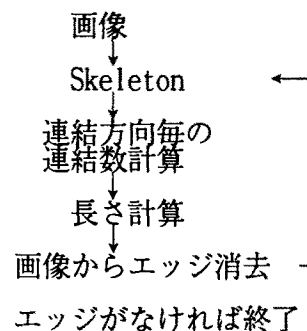 画像
Skeleton
連結方向毎の
連結数計算
長さ計算
画像からエッジ消去
エッジがなければ終了